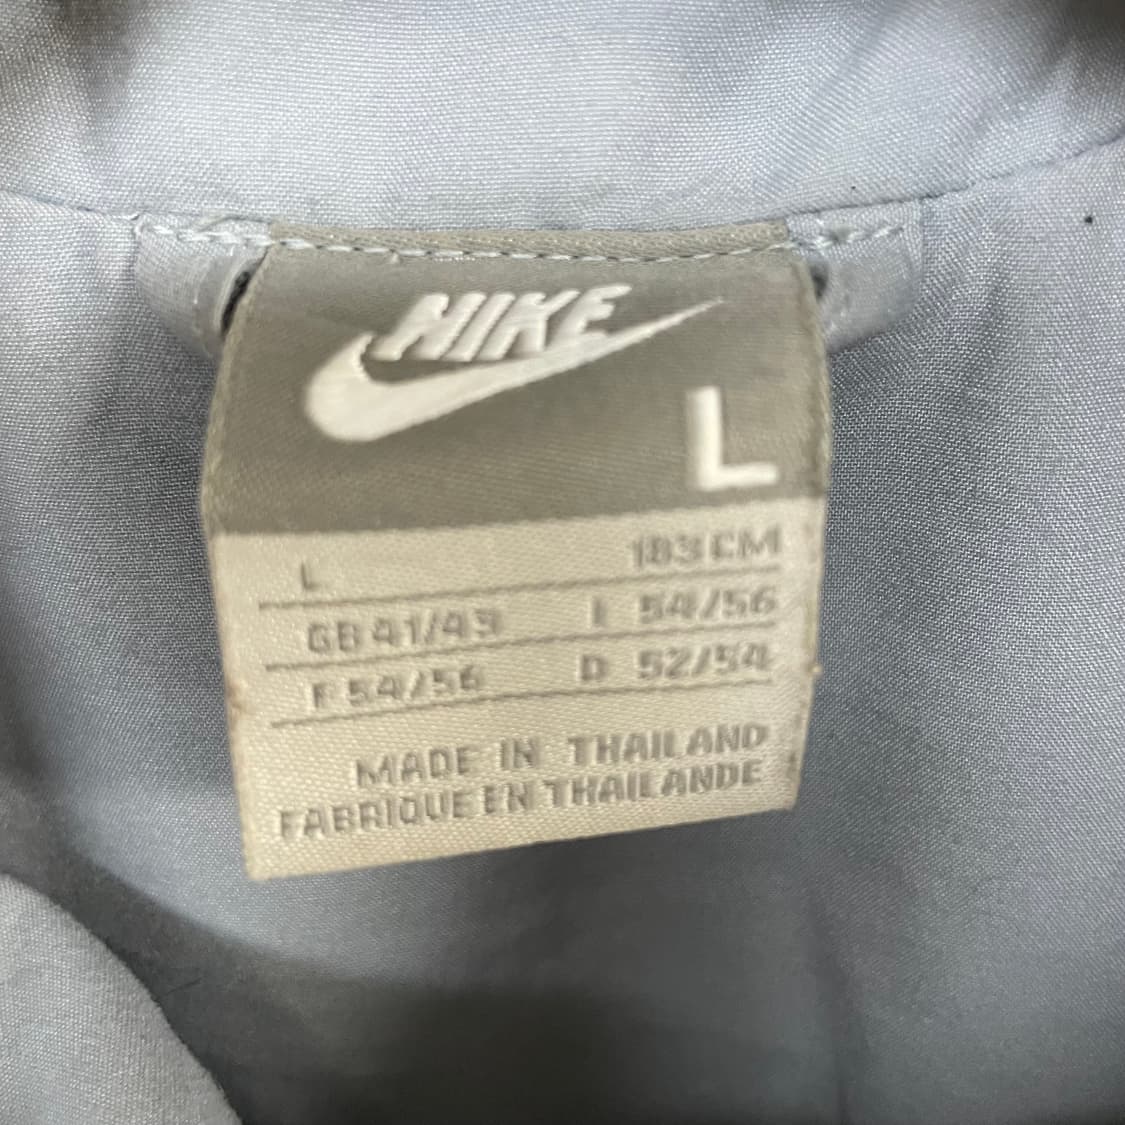 NIKE
L
L 183CM
GB 41/43 I 54/56
F 54/56 D 52/54
MADE IN THAILAND
FABRIQUE EN THAILANDE